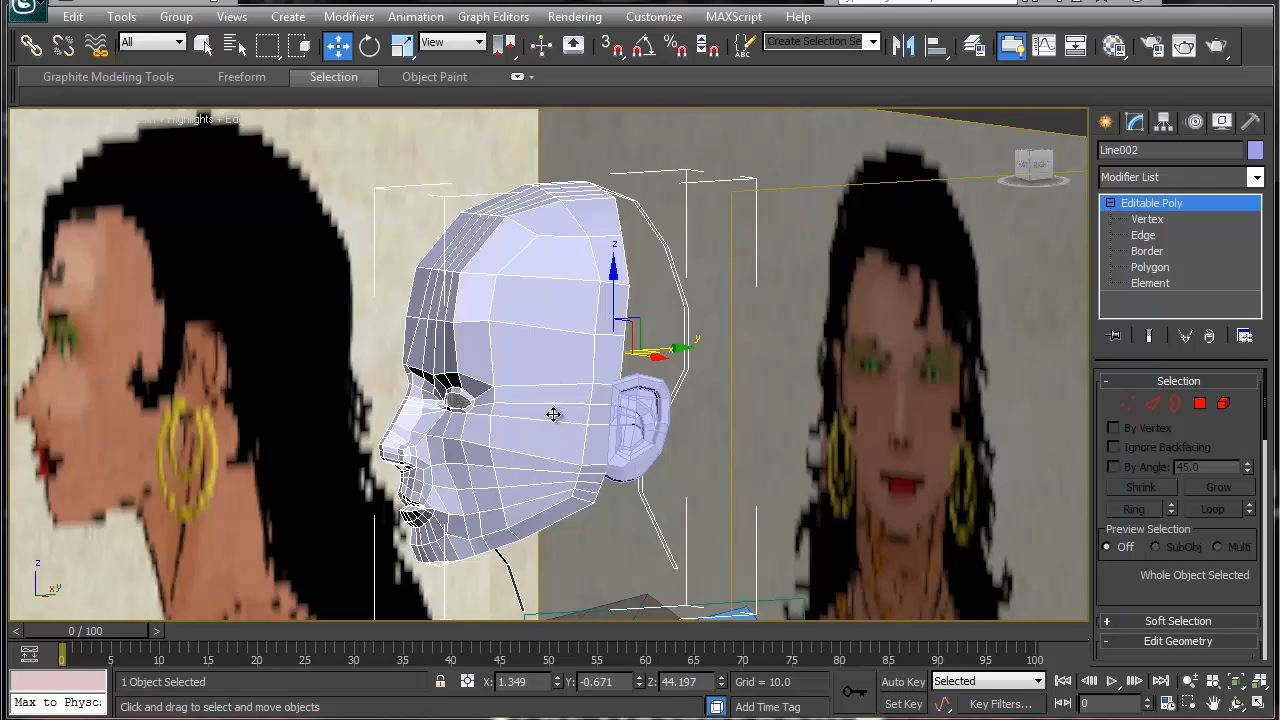 Edit Tools Group Views Create Modifiers Animation Graph Editors Rendering Customize MAXScript Help
All View 3 Create Selection Se
ABC
Graphite Modeling Tools Freeform Selection Object Paint
Line002
Modifier List
Editable Poly
Vertex
Edge
Border
Polygon
Element
z
y
x
z
x y
RIGHT
- Selection
By Vertex
Ignore Backfacing
By Angle: 45.0
Shrink Grow
Ring Loop
Preview Selection
Off SubObj Multi
Whole Object Selected
+ Soft Selection
- Edit Geometry
< 0 / 100 >
0 5 10 15 20 25 30 35 40 45 50 55 60 65 70 75 80 85 90 95 100
1 Object Selected X: 1.349 Y: -0.671 Z: 44.197 Grid = 10.0 Auto Key Selected
Max to Physc Click and drag to select and move objects Add Time Tag Set Key Key Filters... 0